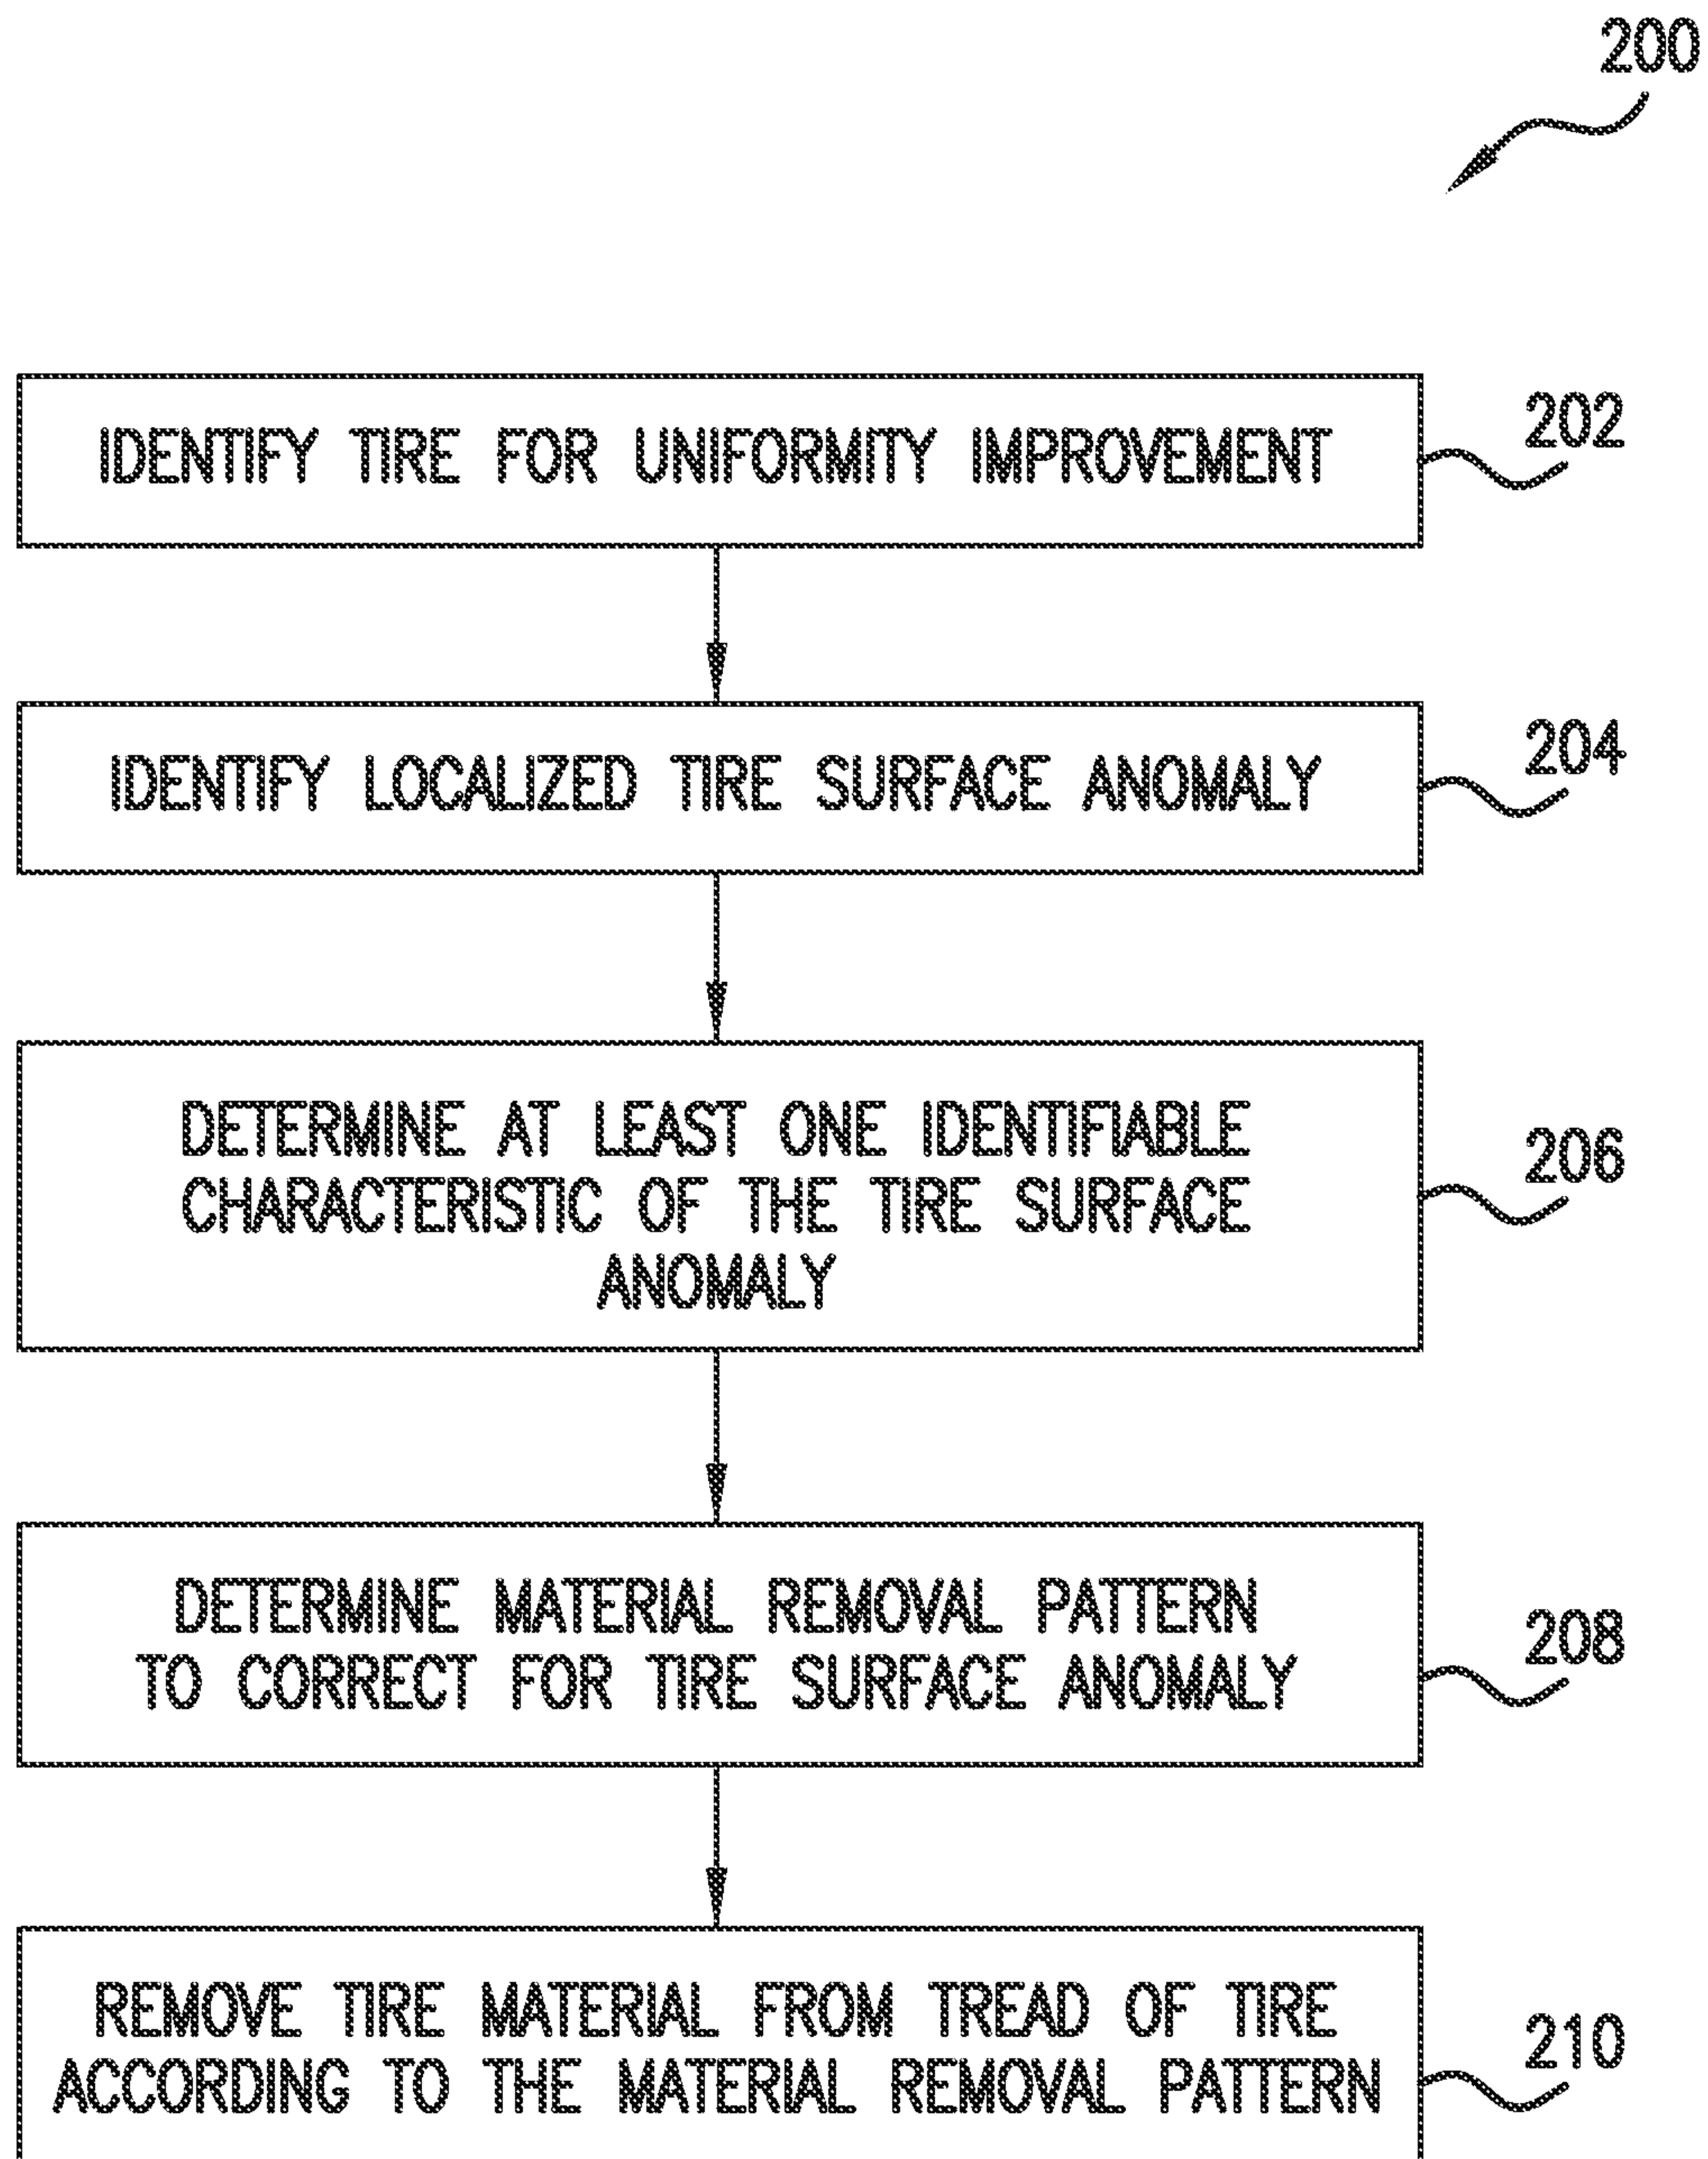 200
IDENTIFY TIRE FOR UNIFORMITY IMPROVEMENT
202
IDENTIFY LOCALIZED TIRE SURFACE ANOMALY
204
DETERMINE AT LEAST ONE IDENTIFIABLE
CHARACTERISTIC OF THE TIRE SURFACE
ANOMALY
206
DETERMINE MATERIAL REMOVAL PATTERN
TO CORRECT FOR TIRE SURFACE ANOMALY
208
REMOVE TIRE MATERIAL FROM TREAD OF TIRE
ACCORDING TO THE MATERIAL REMOVAL PATTERN
210